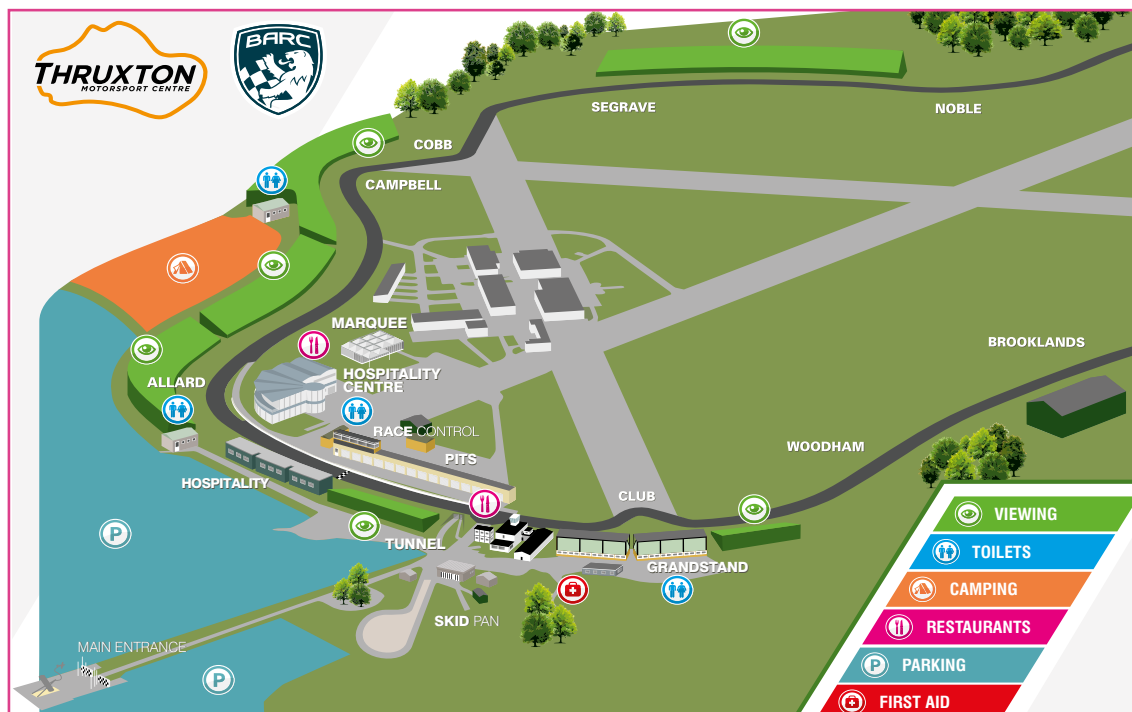 THRUXTON
MOTORSPORT CENTRE
BARC
SEGRAVE
NOBLE
COBB
CAMPBELL
MARQUEE
BROOKLANDS
HOSPITALITY
CENTRE
ALLARD
RACE CONTROL
WOODHAM
PITS
HOSPITALITY
CLUB
TUNNEL
GRANDSTAND
SKID PAN
MAIN ENTRANCE
P
P
VIEWING
TOILETS
CAMPING
RESTAURANTS
P PARKING
FIRST AID